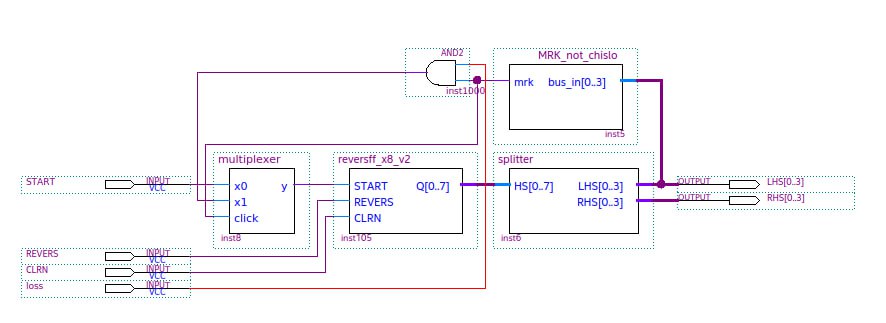 AND2
MRK_not_chislo
mrk bus_in[0..3]
inst1000
inst5
multiplexer
reversff_x8_v2
splitter
START INPUT VCC
x0 y
x1
click
inst8
START Q[0..7]
REVERS
CLRN
inst105
HS[0..7] LHS[0..3]
RHS[0..3]
inst6
OUTPUT LHS[0..3]
OUTPUT RHS[0..3]
REVERS INPUT VCC
CLRN INPUT VCC
loss INPUT VCC